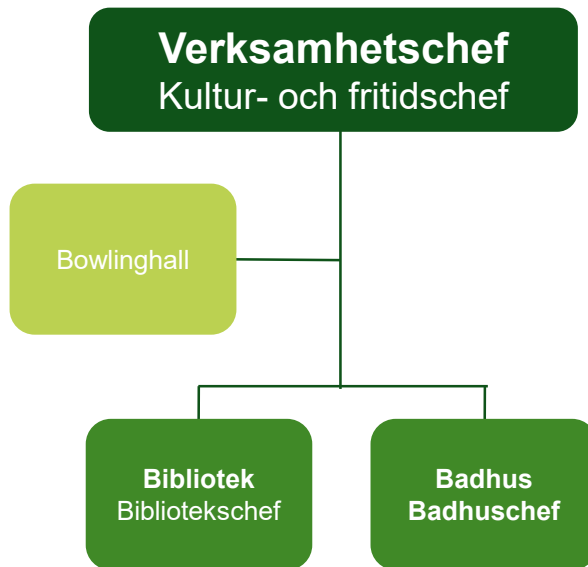 Verksamhetschef
Kultur- och fritidschef
Bowlinghall
Bibliotek
Bibliotekschef
Badhus
Badhuschef